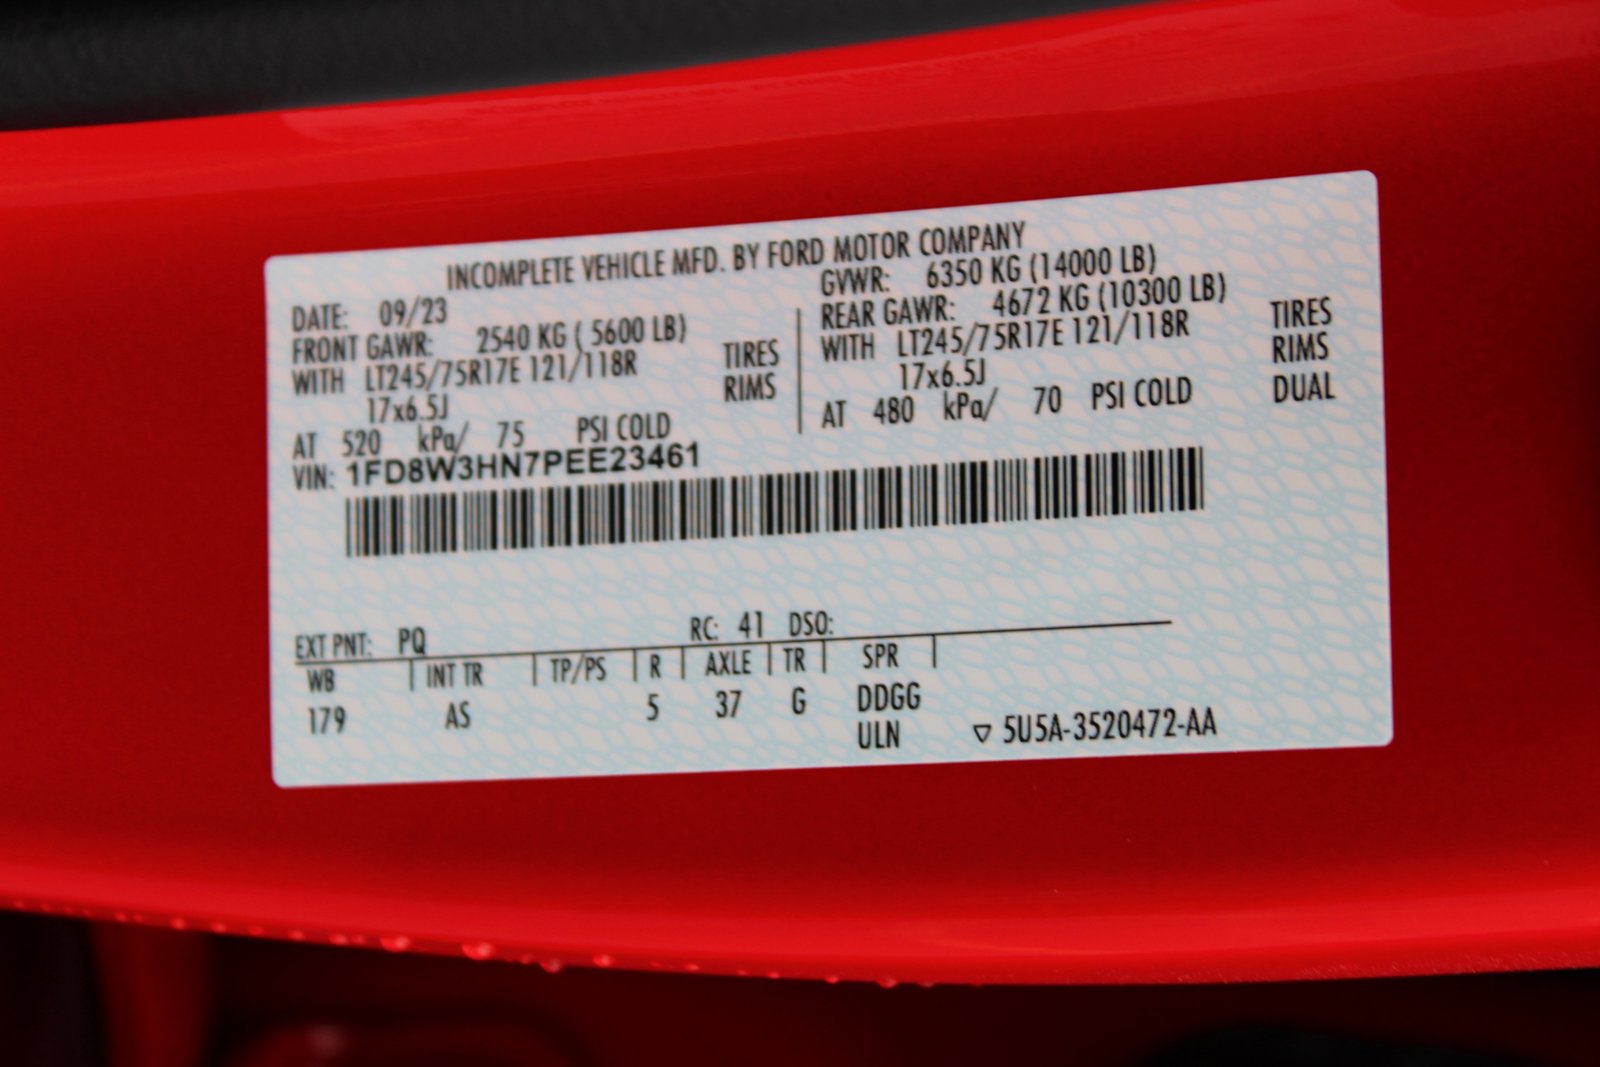 INCOMPLETE VEHICLE MFD. BY FORD MOTOR COMPANY
DATE: 09/23 GVWR: 6350 KG (14000 LB)
FRONT GAWR: 2540 KG ( 5600 LB) REAR GAWR: 4672 KG (10300 LB)
WITH LT245/75R17E 121/118R TIRES WITH LT245/75R17E 121/118R TIRES
17x6.5J RIMS 17x6.5J RIMS
AT 520 kPa/ 75 PSI COLD AT 480 kPa/ 70 PSI COLD DUAL
VIN: 1FD8W3HN7PEE23461
EXT PNT: PQ RC: 41 DSO:
WB INT TR TP/PS R AXLE TR SPR
179 AS 5 37 G DDGG
ULN ▽ 5U5A-3520472-AA